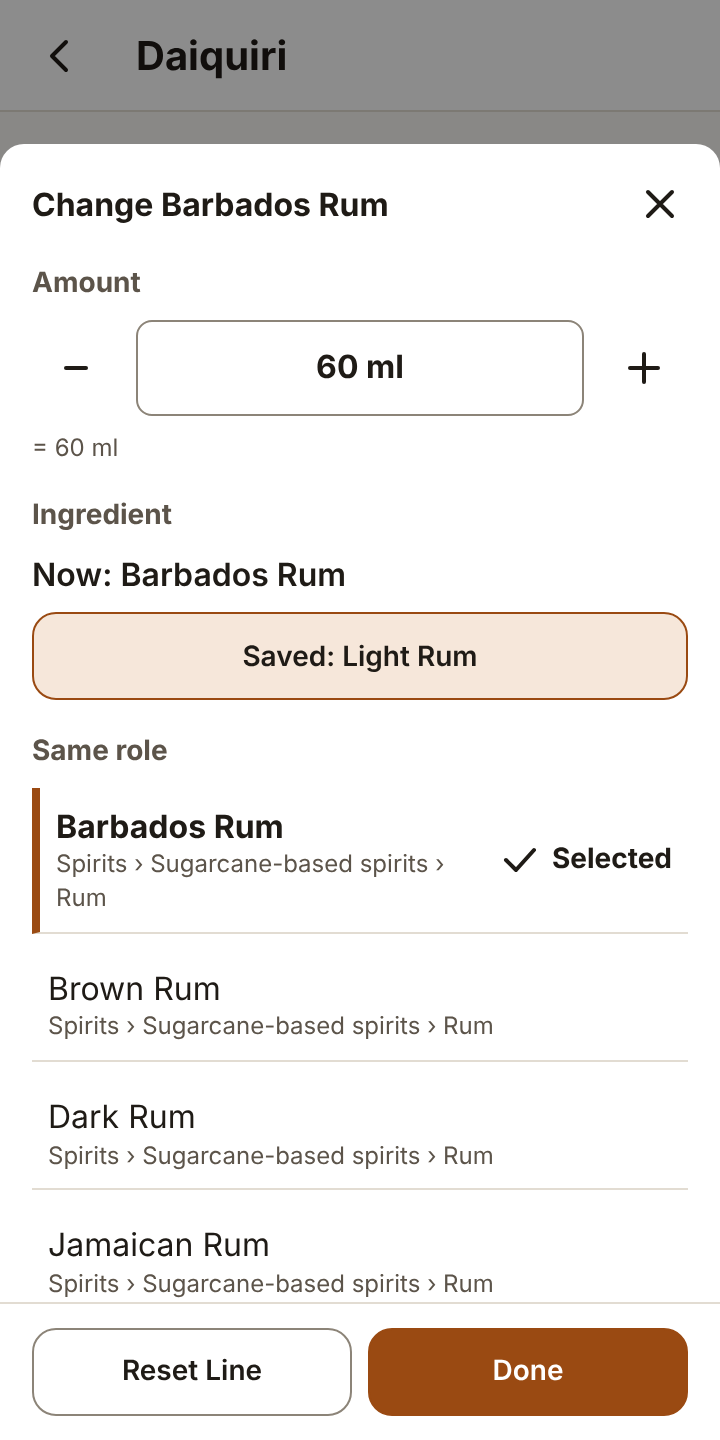 Daiquiri
Change Barbados Rum
Amount
60 ml
= 60 ml
Ingredient
Now: Barbados Rum
Saved: Light Rum
Same role
Barbados Rum
Spirits › Sugarcane-based spirits ›
Rum
Selected
Brown Rum
Spirits › Sugarcane-based spirits › Rum
Dark Rum
Spirits › Sugarcane-based spirits › Rum
Jamaican Rum
Spirits › Sugarcane-based spirits › Rum
Reset Line
Done